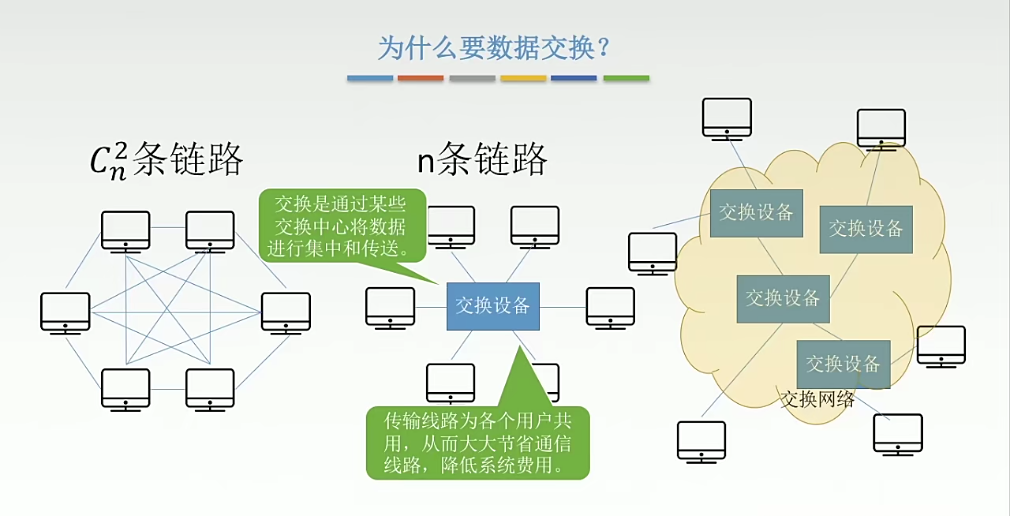 为什么要数据交换？
C_n^2条链路
n条链路
交换是通过某些
交换中心将数据
进行集中和传送。
交换设备
传输线路为各个用户共
用，从而大大节省通信
线路，降低系统费用。
交换设备
交换设备
交换设备
交换设备
交换网络